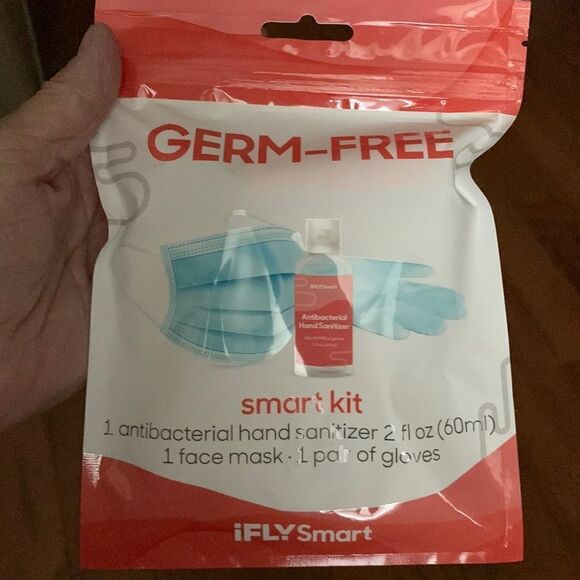 GERM-FREE
iFLYSmart
Antibacterial
Hand Sanitizer
smart kit
1 antibacterial hand sanitizer 2 fl oz (60ml)
1 face mask · 1 pair of gloves
iFLYSmart